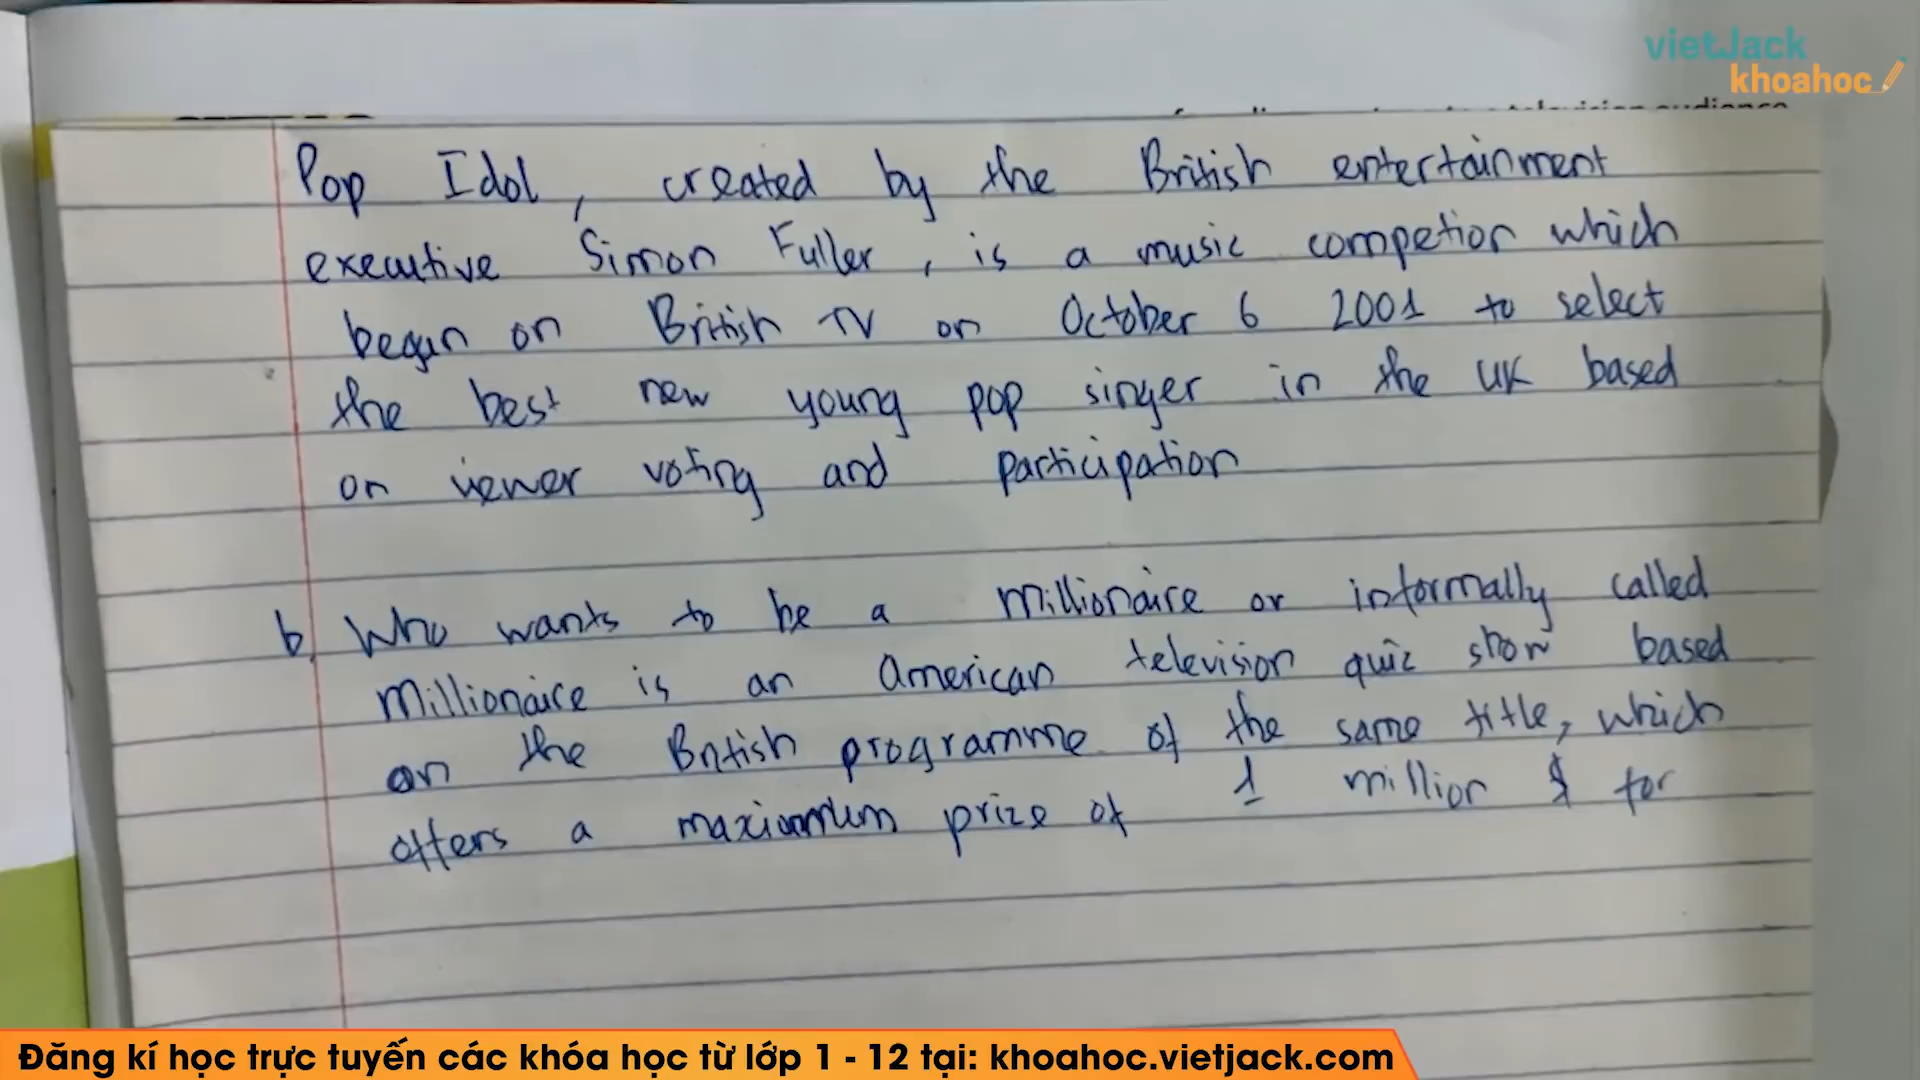 vietJack
khoahoc
television audience
Pop Idol, created by the British entertainment
executive Simon Fuller, is a music competion which
began on British TV on October 6 2001 to select
the best new young pop singer in the UK based
on viewer voting and participation
b, Who wants to be a millionaire or informally called
millionaire is an American television quiz show based
on the British programme of the same title, which
offers a maximum prize of 1 million $ for
Đăng kí học trực tuyến các khóa học từ lớp 1 - 12 tại: khoahoc.vietjack.com